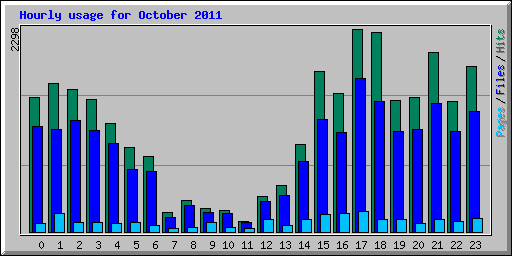 Hourly usage for October 2011
2298
Pages / Files / Hits
0 1 2 3 4 5 6 7 8 9 10 11 12 13 14 15 16 17 18 19 20 21 22 23